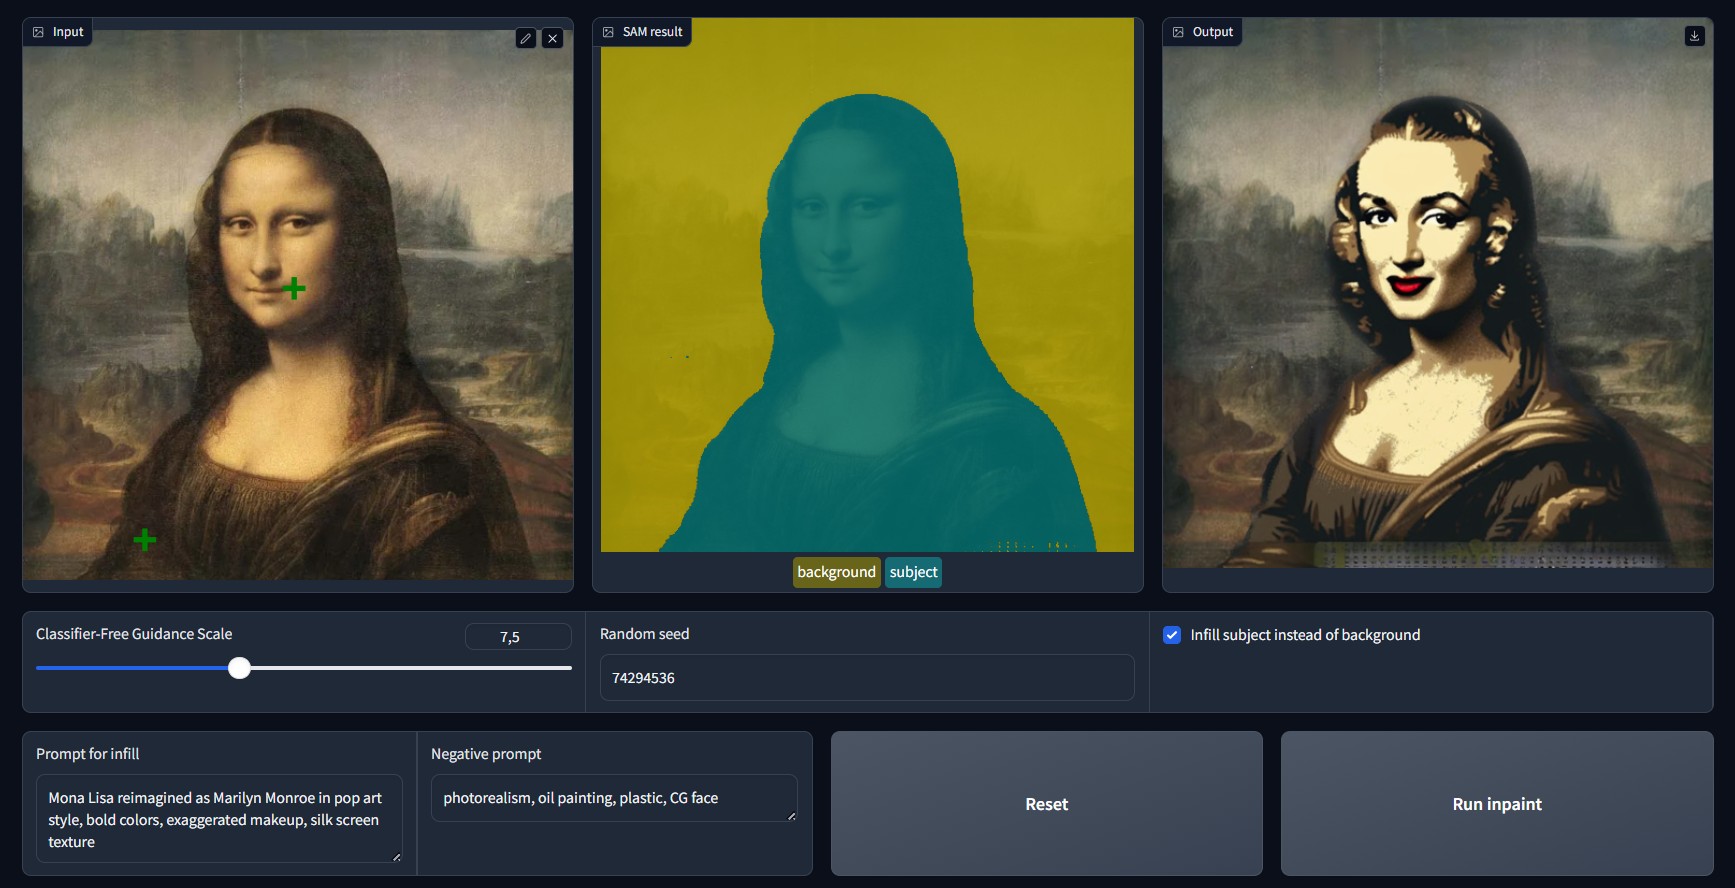 Input
SAM result
Output
background
subject
Classifier-Free Guidance Scale
7,5
Random seed
74294536
Infill subject instead of background
Prompt for infill
Mona Lisa reimagined as Marilyn Monroe in pop art
style, bold colors, exaggerated makeup, silk screen
texture
Negative prompt
photorealism, oil painting, plastic, CG face
Reset
Run inpaint